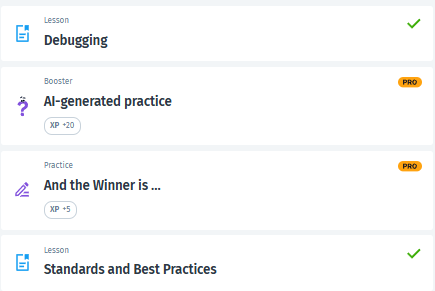 Lesson
Debugging
Booster
PRO
AI-generated practice
XP +20
Practice
PRO
And the Winner is ...
XP +5
Lesson
Standards and Best Practices